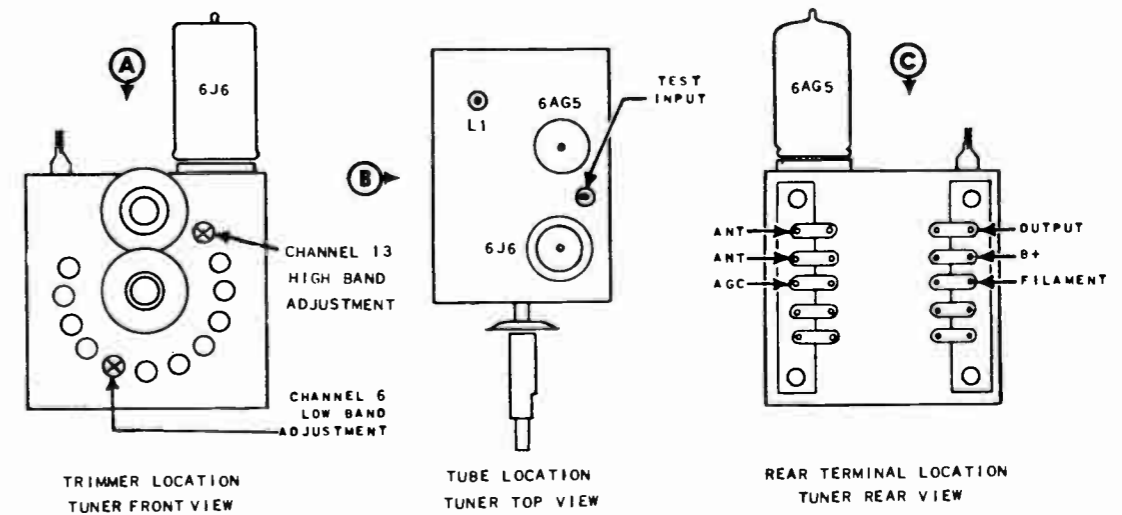 A
6J6
CHANNEL 13
HIGH BAND
ADJUSTMENT
CHANNEL 6
LOW BAND
ADJUSTMENT
TRIMMER LOCATION
TUNER FRONT VIEW
B
L1
6AG5
TEST
INPUT
6J6
TUBE LOCATION
TUNER TOP VIEW
C
6AG5
ANT
ANT
AGC
OUTPUT
B+
FILAMENT
REAR TERMINAL LOCATION
TUNER REAR VIEW